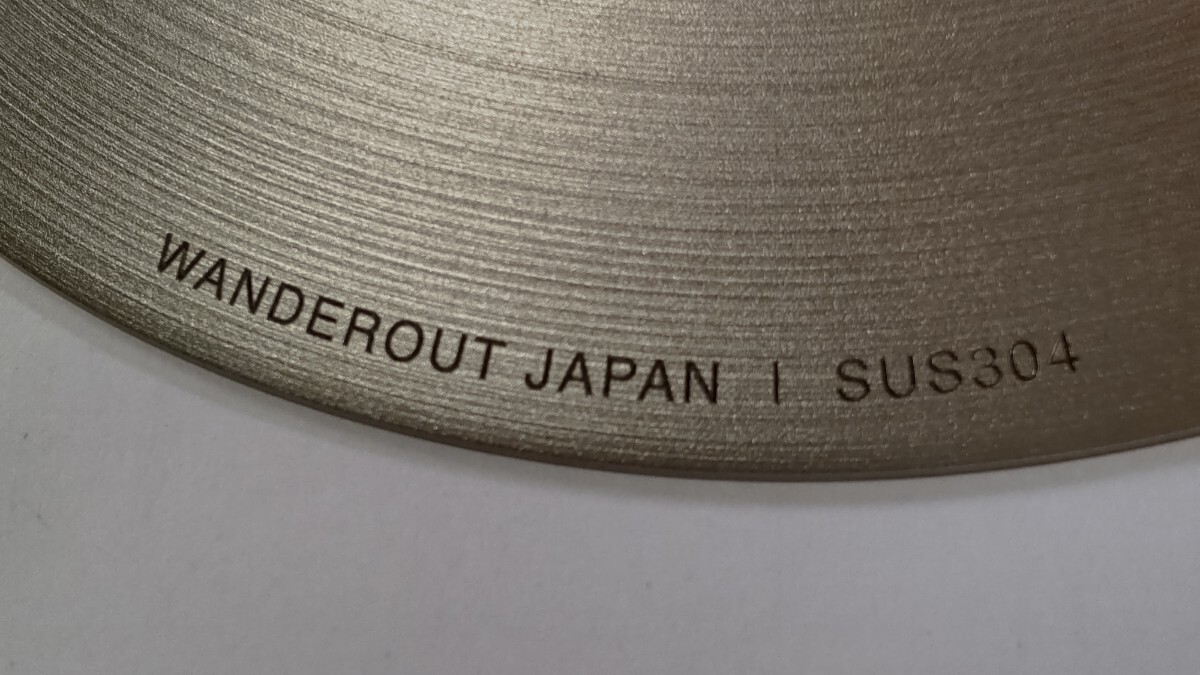 WANDEROUT JAPAN | SUS304